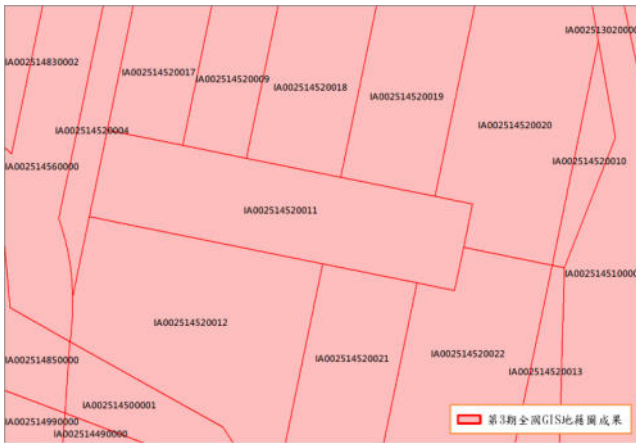 IA002513020000
IA002514830002
IA002514520017
IA002514520009
IA002514520018
IA002514520019
IA002514520020
IA002514520004
IA002514560000
IA002514520010
IA002514520011
IA002514510000
IA002514520012
IA002514520022
IA002514520021
IA002514850000
IA002514520013
IA002514500001
IA002514990000
IA002514490000
第3期全國GIS地籍圖成果